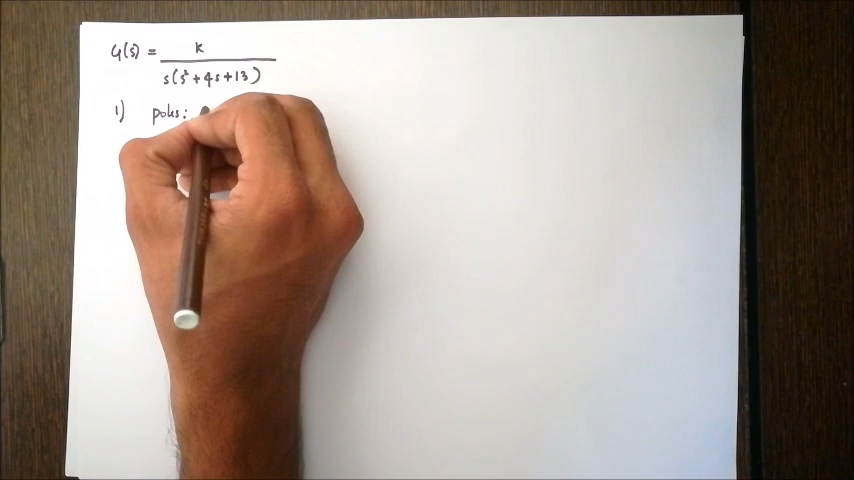 G(s) = K
s(s² + 4s + 13)
1) poles: